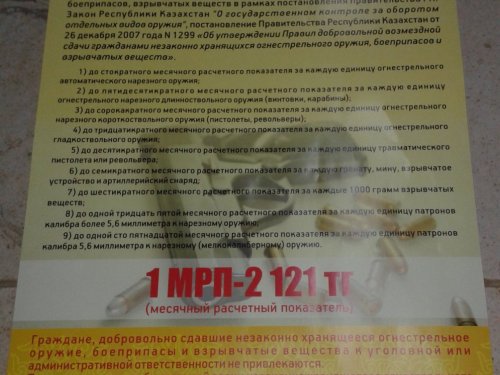 боеприпасов, взрывчатых веществ в рамках постановления правительства РК,
Закон Республики Казахстан "О государственном контроле за оборотом
отдельных видов оружия", постановление Правительства Республики Казахстан от
26 декабря 2007 года N 1299 «Об утверждении Правил добровольной возмездной
сдачи гражданами незаконно хранящихся огнестрельного оружия, боеприпасов и
взрывчатых веществ».
1) до стократного месячного расчетного показателя за каждую единицу огнестрельного
автоматического нарезного оружия;
2) до пятидесятикратного месячного расчетного показателя за каждую единицу
огнестрельного нарезного длинноствольного оружия (винтовки, карабины);
3) до сорокакратного месячного расчетного показателя за каждую единицу огнестрельного
нарезного короткоствольного оружия (пистолеты, револьверы);
4) до тридцатикратного месячного расчетного показателя за каждую единицу огнестрельного
гладкоствольного оружия;
5) до десятикратного месячного расчетного показателя за каждую единицу травматического
пистолета или револьвера;
6) до семикратного месячного расчетного показателя за каждую гранату, мину, взрывчатое
устройство и артиллерийский снаряд;
7) до шестикратного месячного расчетного показателя за каждые 1000 грамм взрывчатых
веществ;
8) до одной тридцать пятой месячного расчетного показателя за каждую единицу патронов
калибра более 5,6 миллиметра к нарезному оружию;
9) до одной сто пятнадцатой месячного расчетного показателя за каждую единицу патронов
калибра 5,6 миллиметра к нарезному (мелкокалиберному) оружию.
1 МРП-2 121 тг
(месячный расчетный показатель)
Граждане, добровольно сдавшие незаконно хранящееся огнестрельное
оружие, боеприпасы и взрывчатые вещества к уголовной или
административной ответственности не привлекаются.